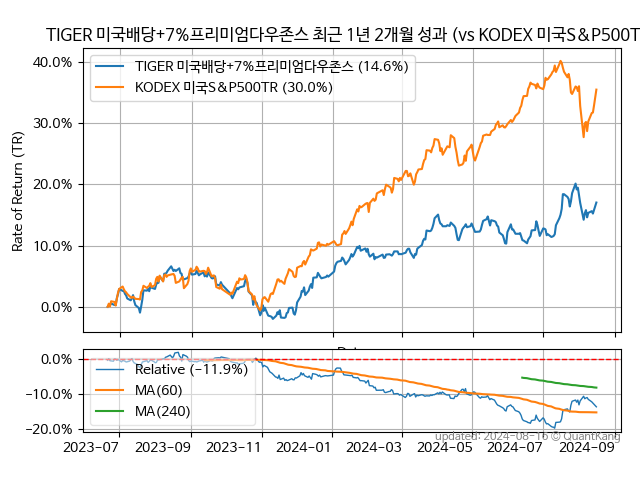 TIGER 미국배당+7%프리미엄다우존스 최근 1년 2개월 성과 (vs KODEX 미국S&P500T
40.0%
30.0%
20.0%
10.0%
0.0%
Rate of Return (TR)
TIGER 미국배당+7%프리미엄다우존스 (14.6%)
KODEX 미국S&P500TR (30.0%)
0.0%
-10.0%
-20.0%
Relative (-11.9%)
MA(60)
MA(240)
updated: 2024-08-16 © QuantKang
2023-07 2023-09 2023-11 2024-01 2024-03 2024-05 2024-07 2024-09